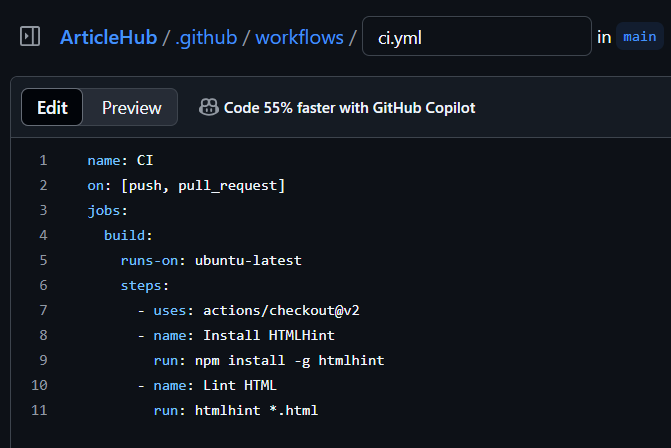 ArticleHub / .github / workflows / ci.yml in main
Edit Preview Code 55% faster with GitHub Copilot
1 name: CI
2 on: [push, pull_request]
3 jobs:
4 build:
5 runs-on: ubuntu-latest
6 steps:
7 - uses: actions/checkout@v2
8 - name: Install HTMLHint
9 run: npm install -g htmlhint
10 - name: Lint HTML
11 run: htmlhint *.html